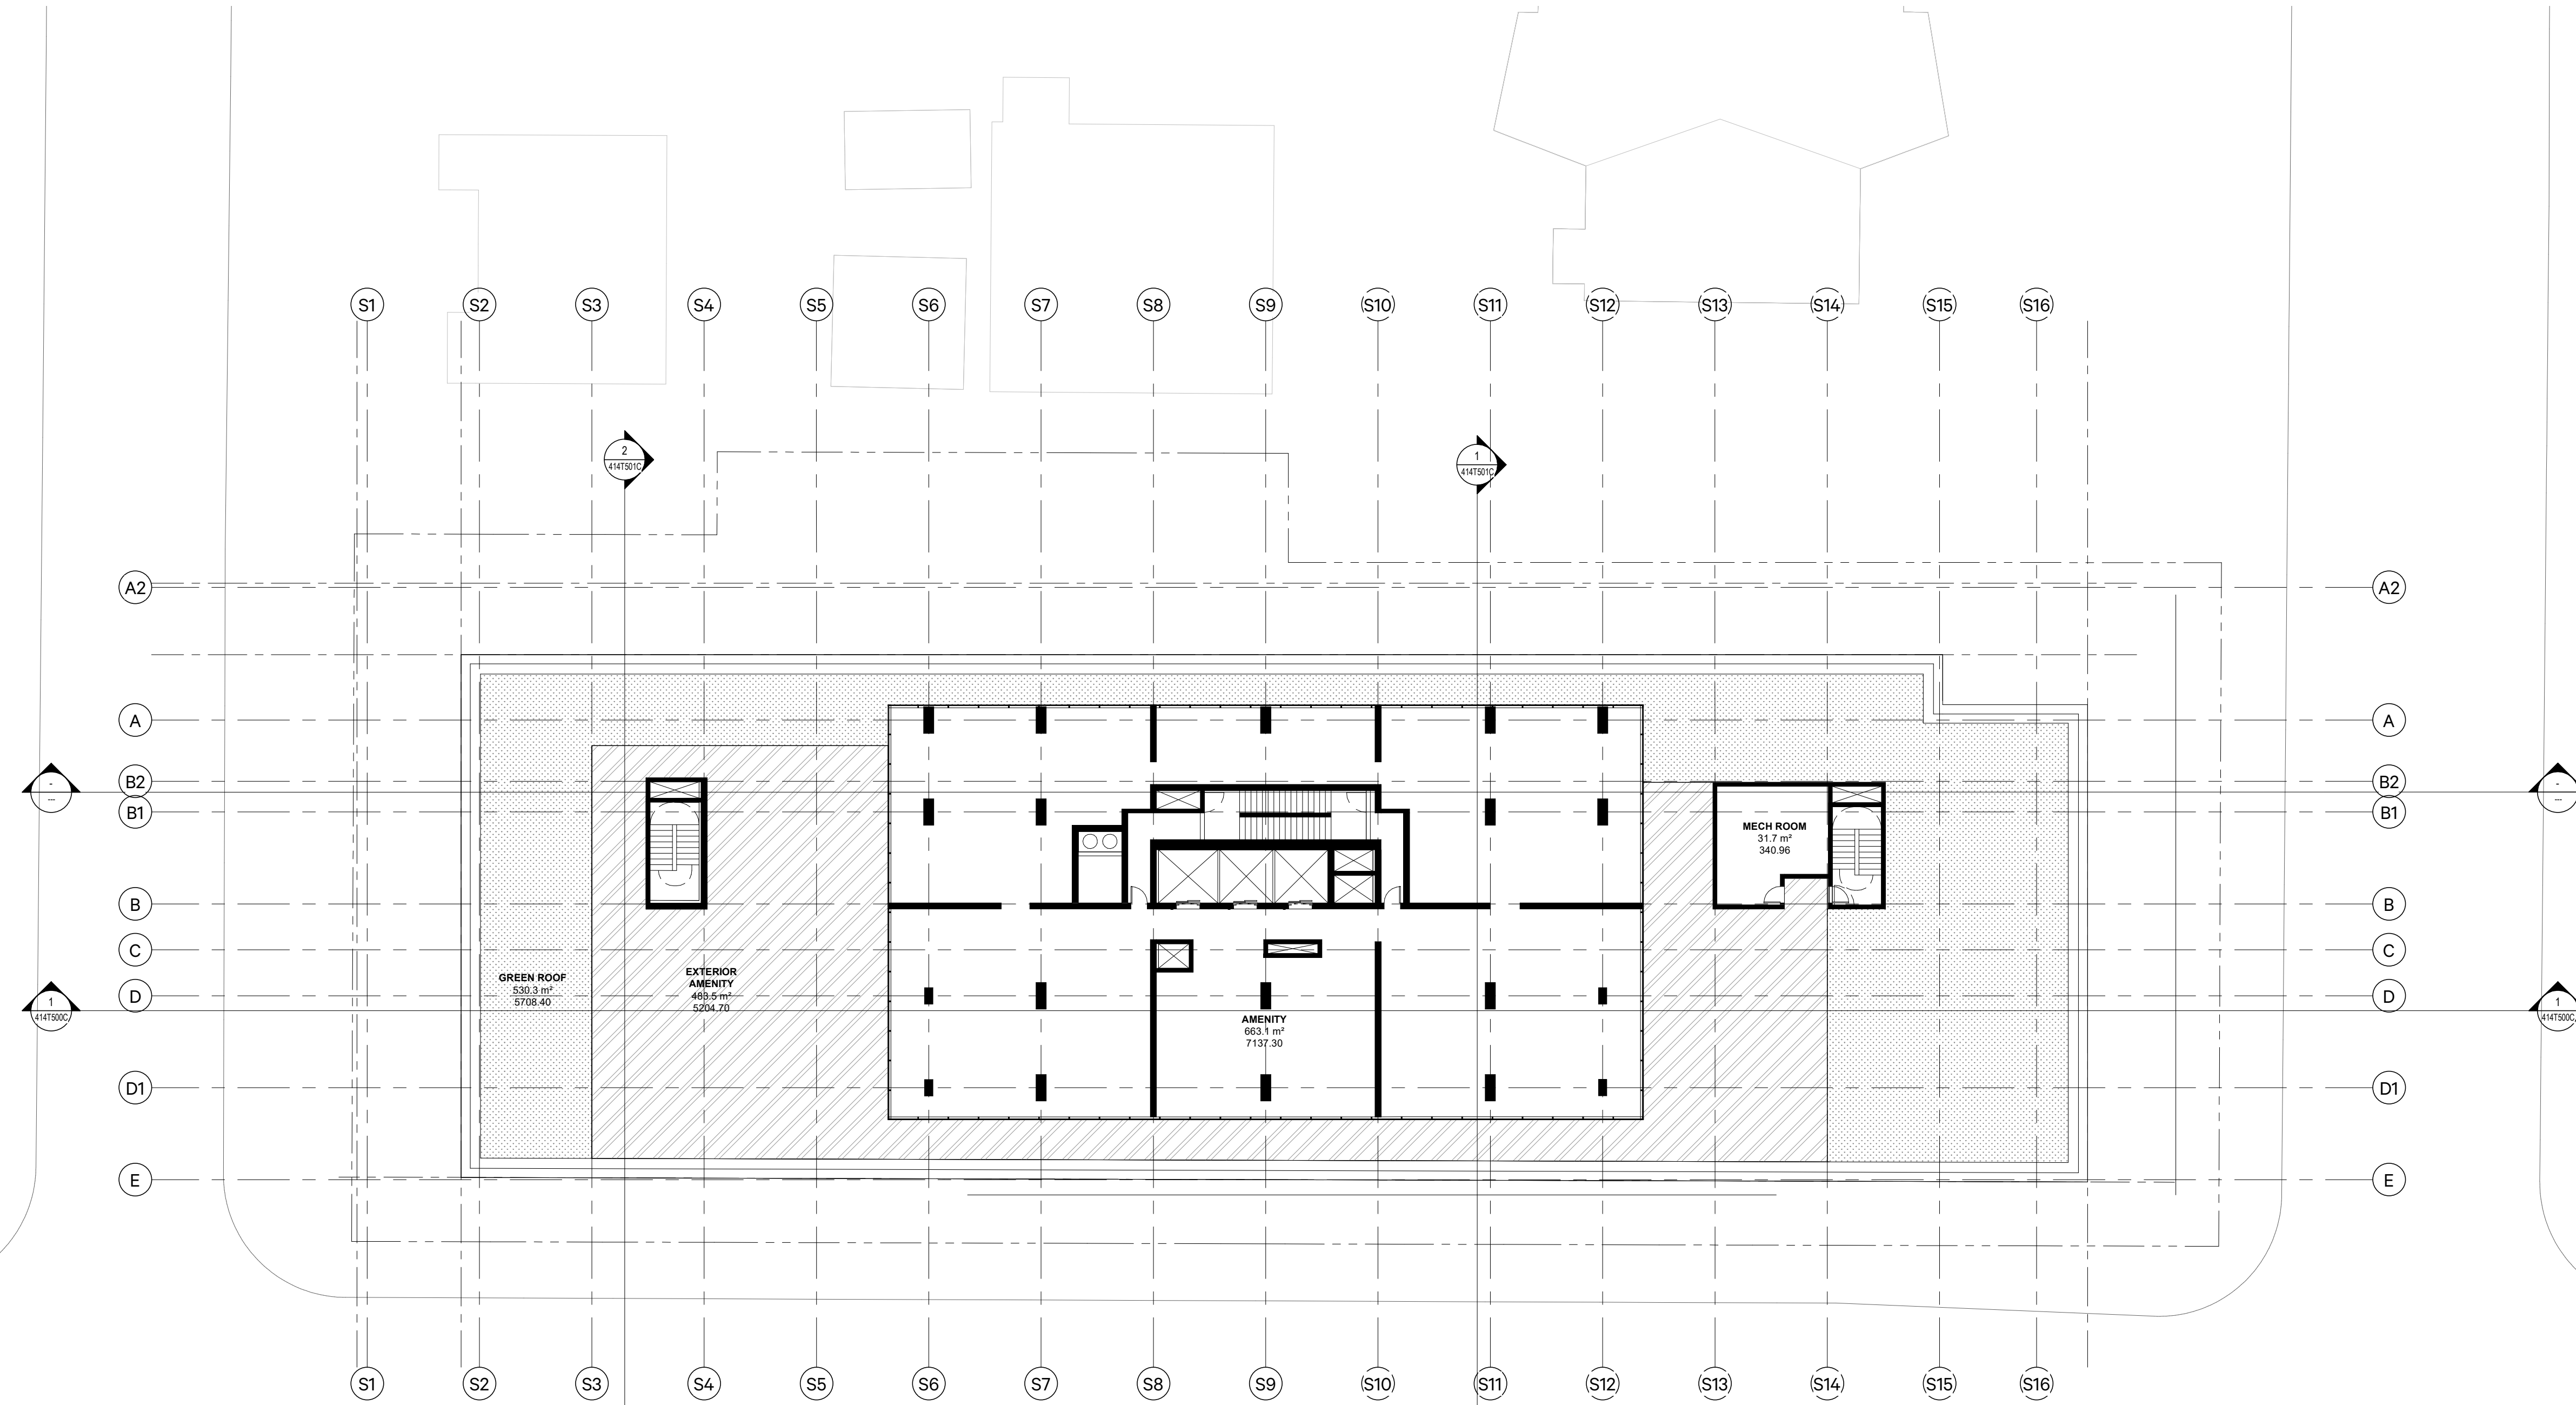 S1 S2 S3 S4 S5 S6 S7 S8 S9 S10 S11 S12 S13 S14 S15 S16
2
414T501C
1
414T501C
A2 A2
A A
B2 B2
-
---
-
---
B1 B1
MECH ROOM
31.7 m²
340.96
B B
C C
GREEN ROOF
530.3 m²
5708.40
EXTERIOR
AMENITY
483.5 m²
5204.70
D D
1
414T500C
1
414T500C
AMENITY
663.1 m²
7137.30
D1 D1
E E
S1 S2 S3 S4 S5 S6 S7 S8 S9 S10 S11 S12 S13 S14 S15 S16